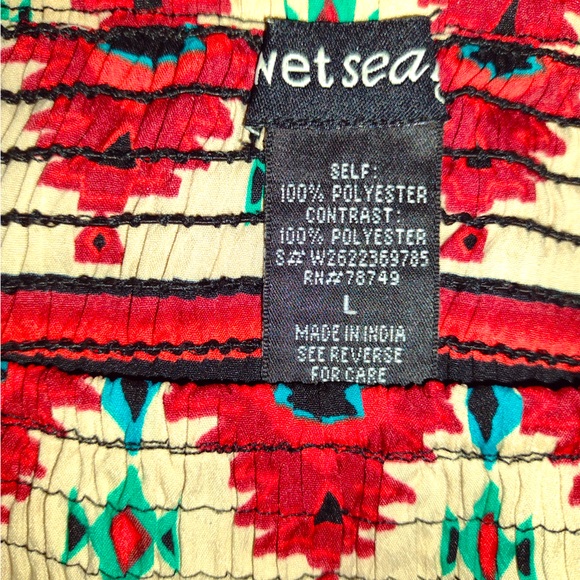 wet seal
SELF:
100% POLYESTER
CONTRAST:
100% POLYESTER
S# W2622369785
RN#78749
L
MADE IN INDIA
SEE REVERSE
FOR CARE